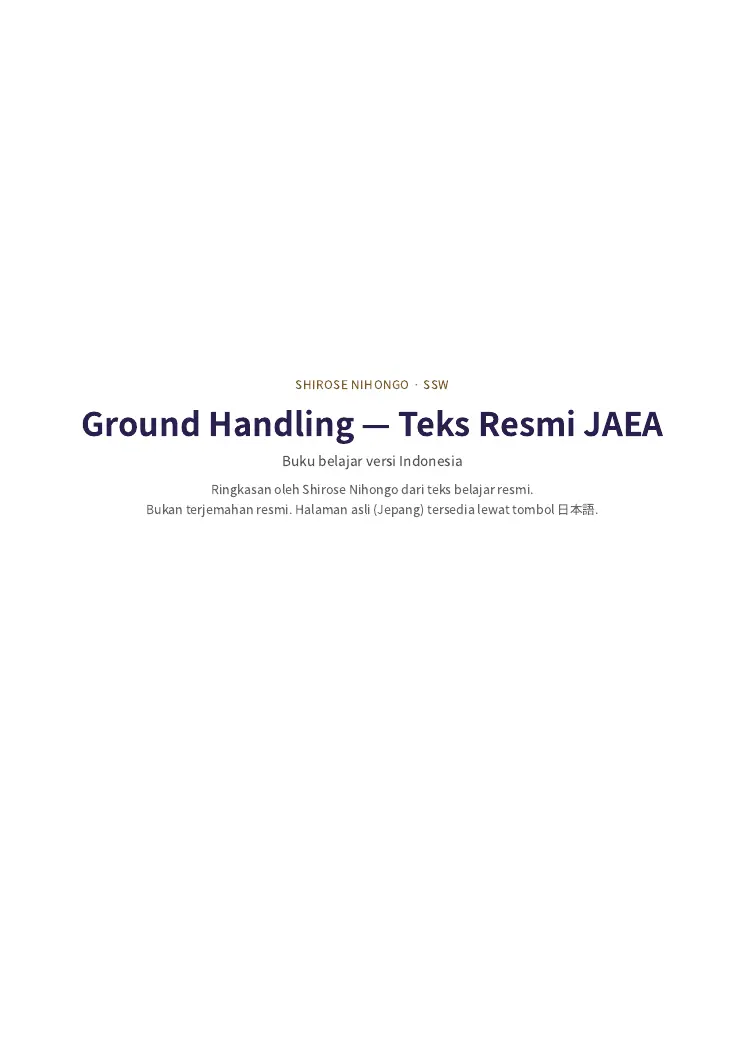 SHIROSE NIHONGO · SSW
Ground Handling — Teks Resmi JAEA
Buku belajar versi Indonesia
Ringkasan oleh Shirose Nihongo dari teks belajar resmi.
Bukan terjemahan resmi. Halaman asli (Jepang) tersedia lewat tombol 日本語.